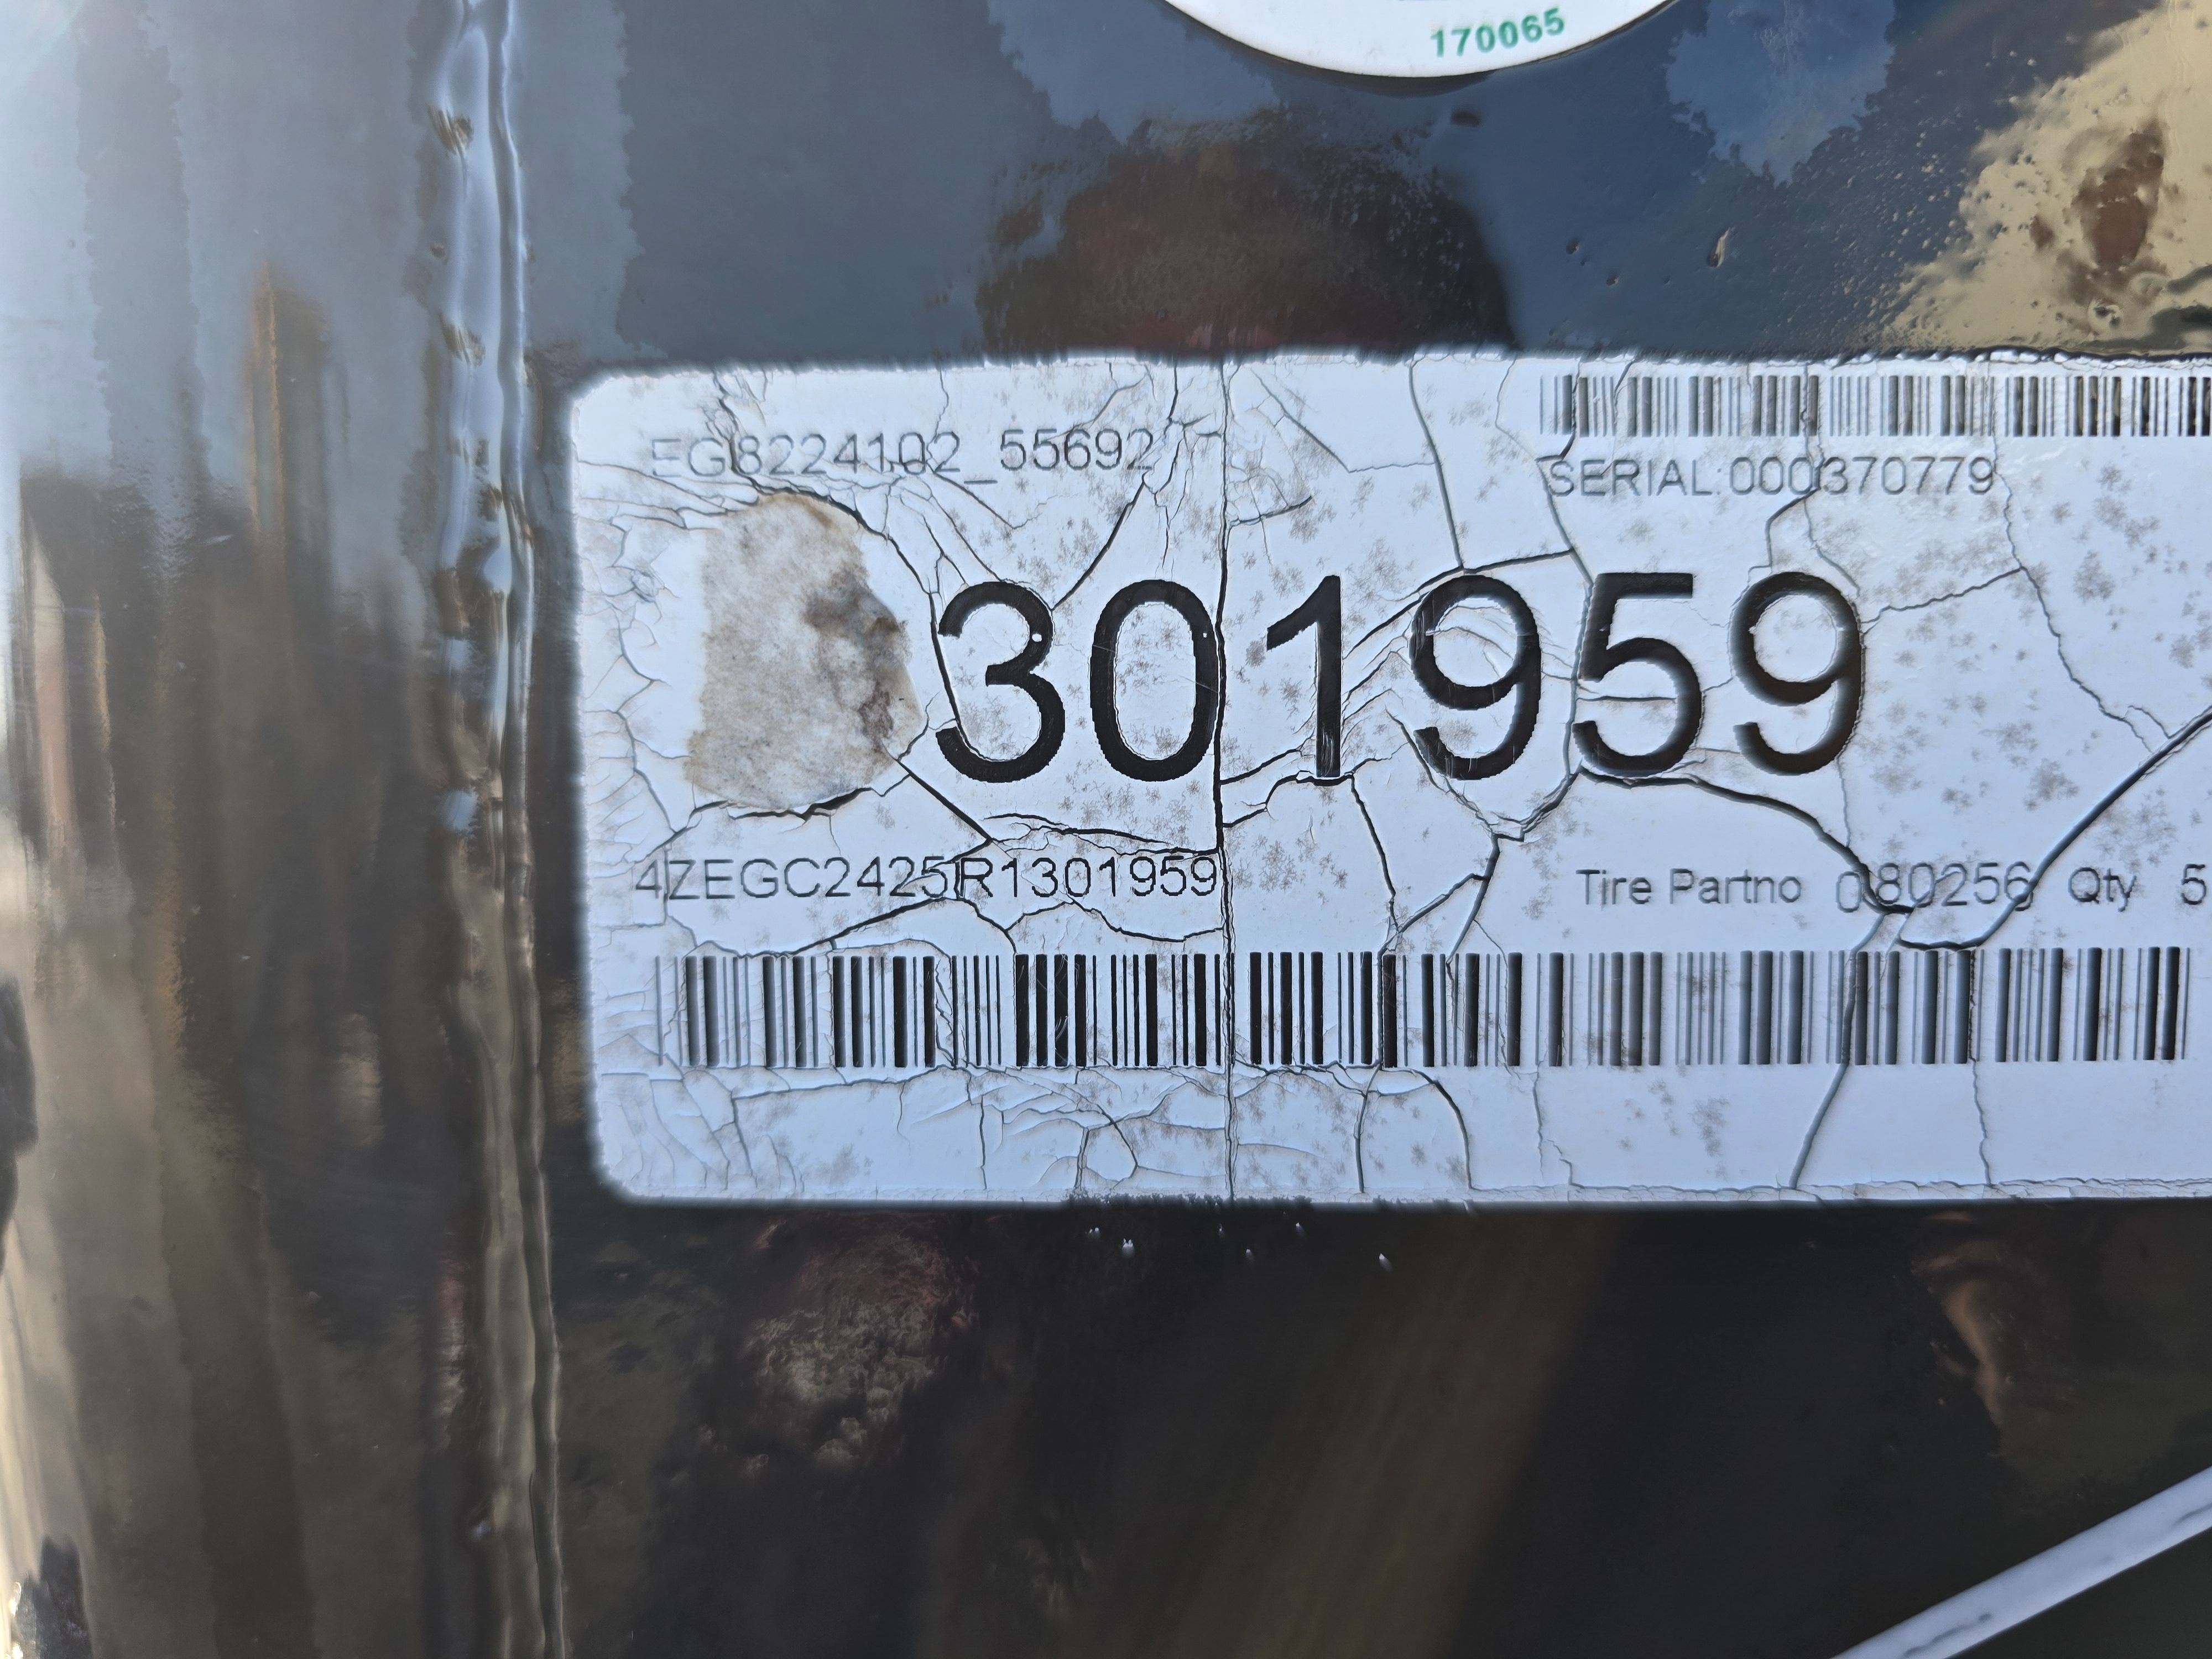 170065
EG8224102_55692
SERIAL:000370779
301959
4ZEGC2425R1301959
Tire Partno 080256 Qty 5